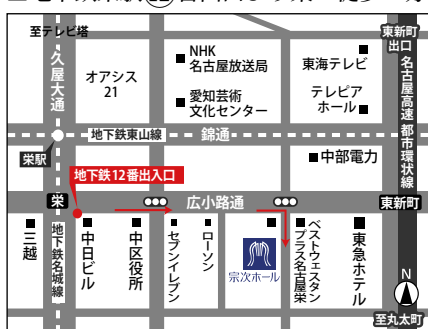 至テレビ塔
久屋大通
オアシス
21
NHK
名古屋放送局
愛知芸術
文化センター
東海テレビ
テレピア
ホール
東新町
出口
名古屋高速 都市環状線
地下鉄東山線
錦通
栄駅
中部電力
地下鉄12番出入口
栄
広小路通
東新町
三越
地下鉄名城線
中日ビル
中区役所
セブンイレブン
ローソン
宗次ホール
ベストウェスタン
プラス名古屋栄
東急ホテル
N
至丸太町